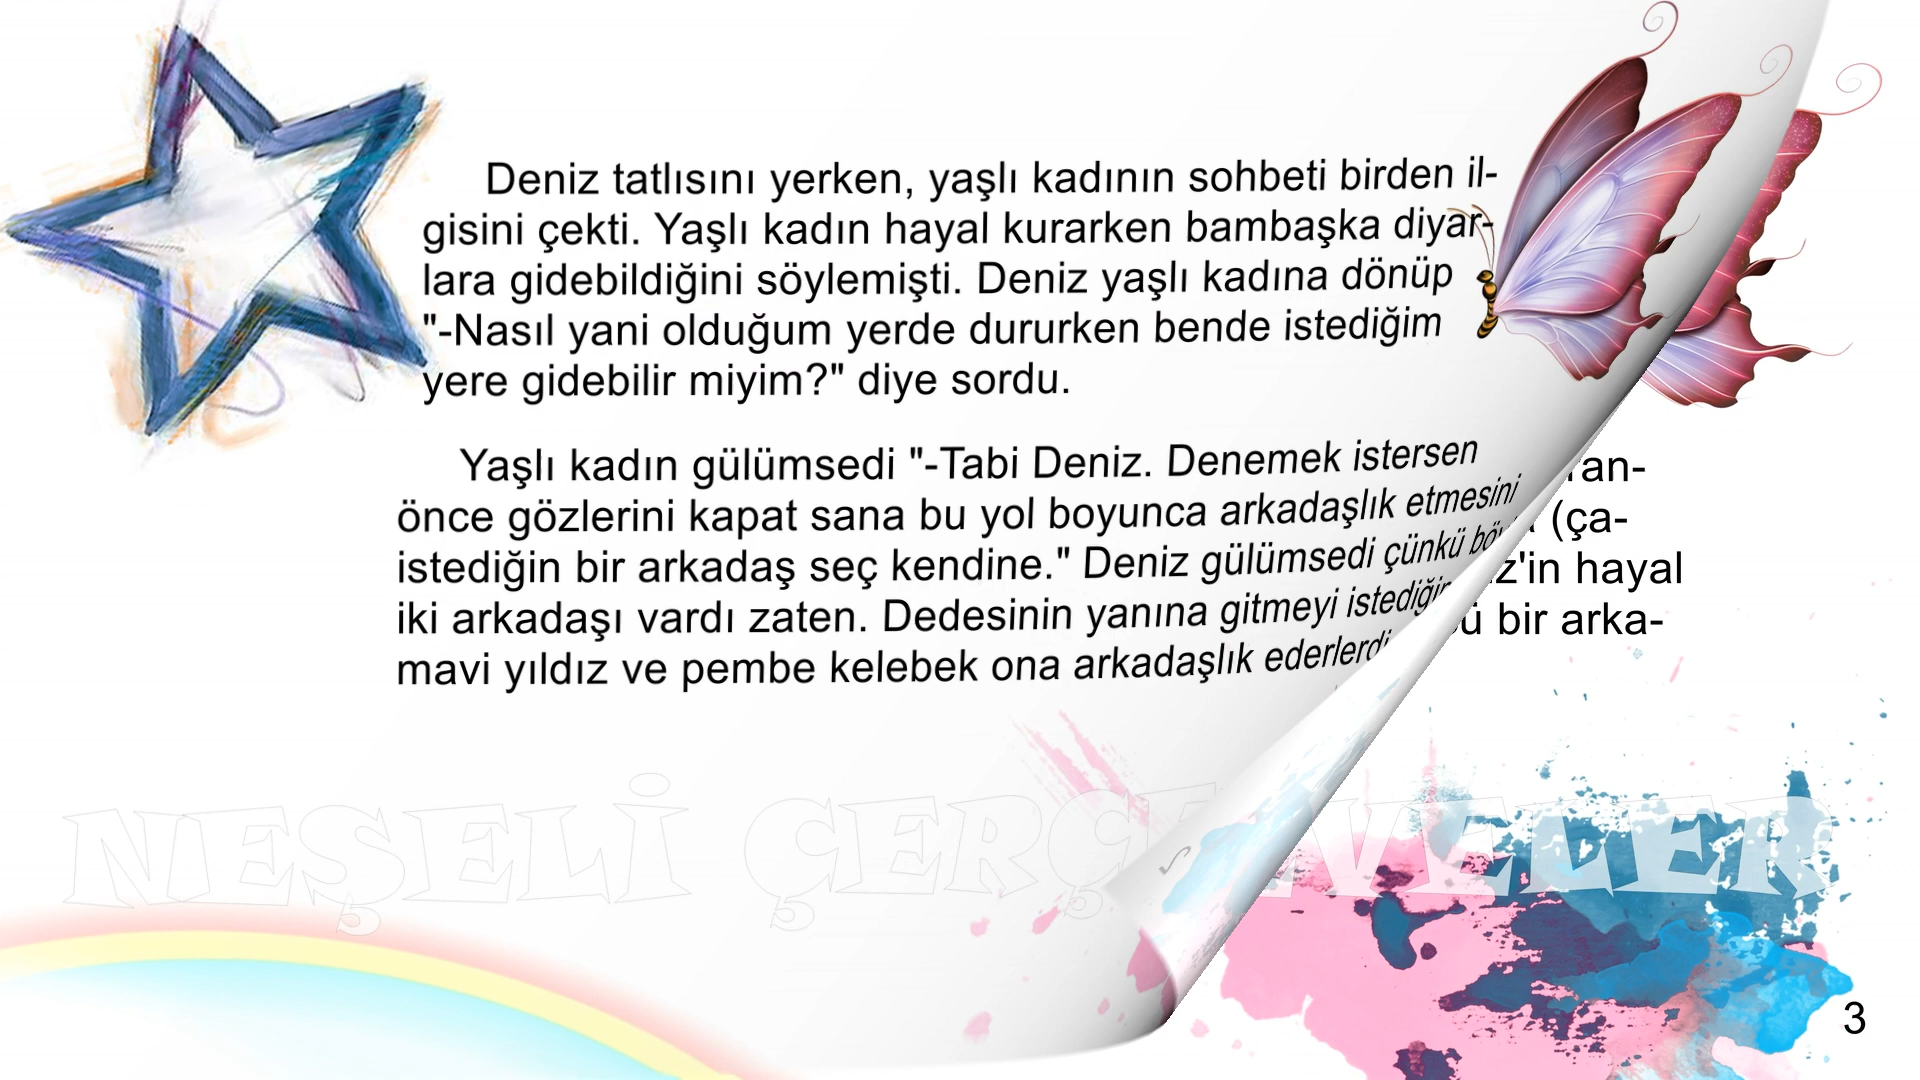 Deniz tatlısını yerken, yaşlı kadının sohbeti birden il-
gisini çekti. Yaşlı kadın hayal kurarken bambaşka diyar-
lara gidebildiğini söylemişti. Deniz yaşlı kadına dönüp
"-Nasıl yani olduğum yerde dururken bende istediğim
yere gidebilir miyim?" diye sordu.
Yaşlı kadın gülümsedi "-Tabi Deniz. Denemek istersen
önce gözlerini kapat sana bu yol boyunca arkadaşlık etmesini
istediğin bir arkadaş seç kendine." Deniz gülümsedi çünkü
iki arkadaşı vardı zaten. Dedesinin yanına gitmeyi
mavi yıldız ve pembe kelebek ona arkadaşlık ederlerdi
(ça-
hayal
bir arka-
NEŞELİ ÇERÇEVELER
3